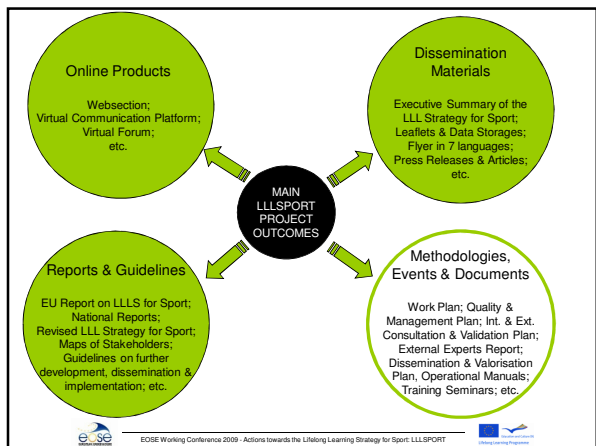 Online Products
Websection;
Virtual Communication Platform;
Virtual Forum;
etc.
Dissemination
Materials
Executive Summary of the
LLL Strategy for Sport;
Leaflets & Data Storages;
Flyer in 7 languages;
Press Releases & Articles;
etc.
MAIN
LLLSPORT
PROJECT
OUTCOMES
Reports & Guidelines
EU Report on LLLS for Sport;
National Reports;
Revised LLL Strategy for Sport;
Maps of Stakeholders;
Guidelines on further
development, dissemination &
implementation; etc.
Methodologies,
Events & Documents
Work Plan; Quality &
Management Plan; Int. & Ext.
Consultation & Validation Plan;
External Experts Report;
Dissemination & Valorisation
Plan, Operational Manuals;
Training Seminars; etc.
eose
EOSE Working Conference 2009 - Actions towards the Lifelong Learning Strategy for Sport: LLLSPORT
Lifelong Learning Programme